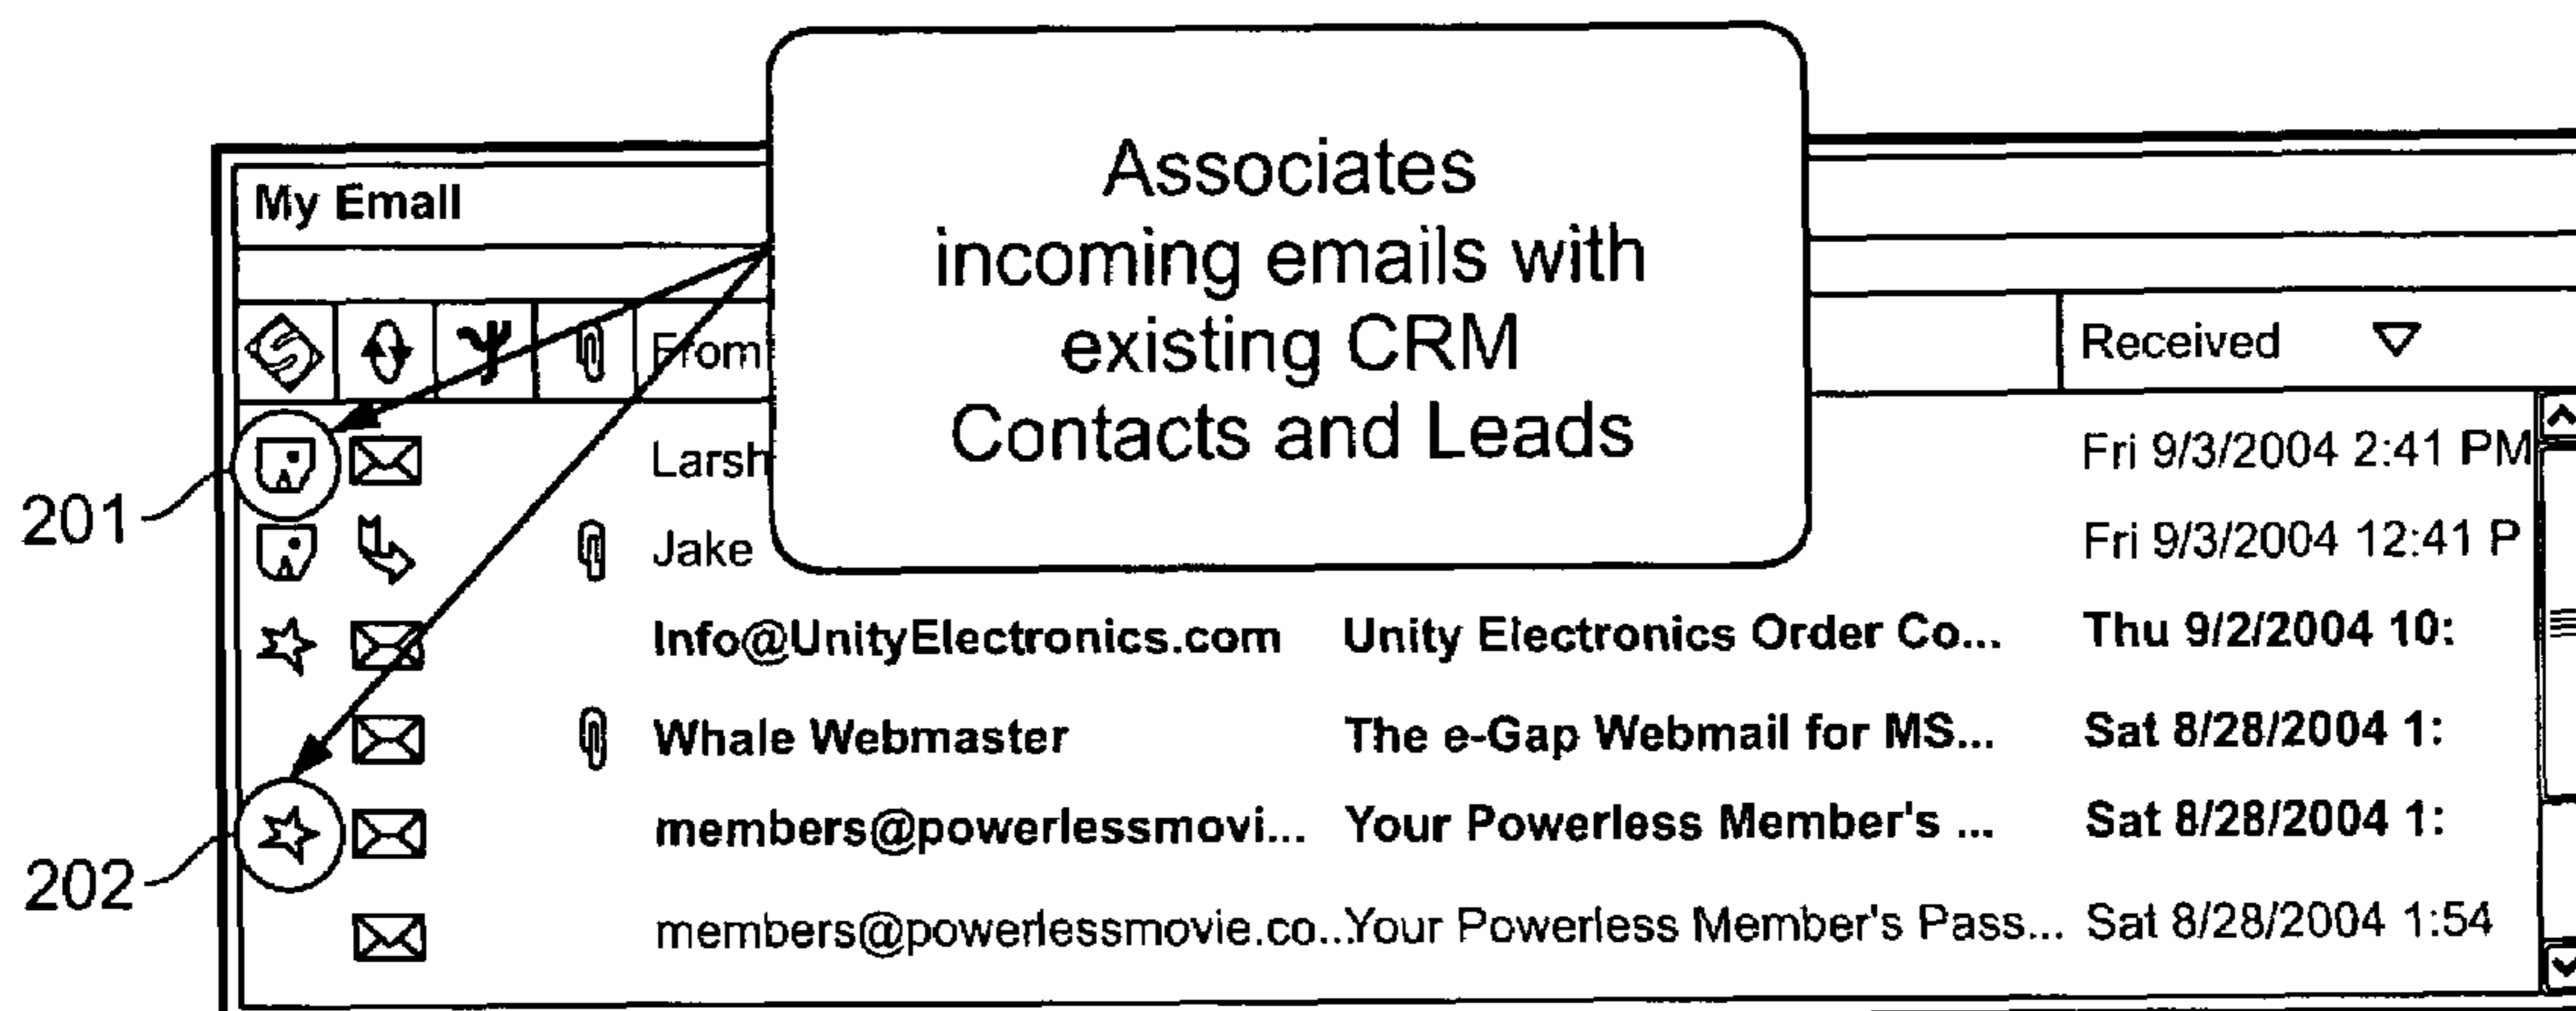 Associates
incoming emails with
existing CRM
Contacts and Leads
My Email
From Received
201
Larsh Fri 9/3/2004 2:41 PM
Jake Fri 9/3/2004 12:41 P
Info@UnityElectronics.com Unity Electronics Order Co... Thu 9/2/2004 10:
Whale Webmaster The e-Gap Webmail for MS... Sat 8/28/2004 1:
202
members@powerlessmovi... Your Powerless Member's ... Sat 8/28/2004 1:
members@powerlessmovie.co...Your Powerless Member's Pass... Sat 8/28/2004 1:54